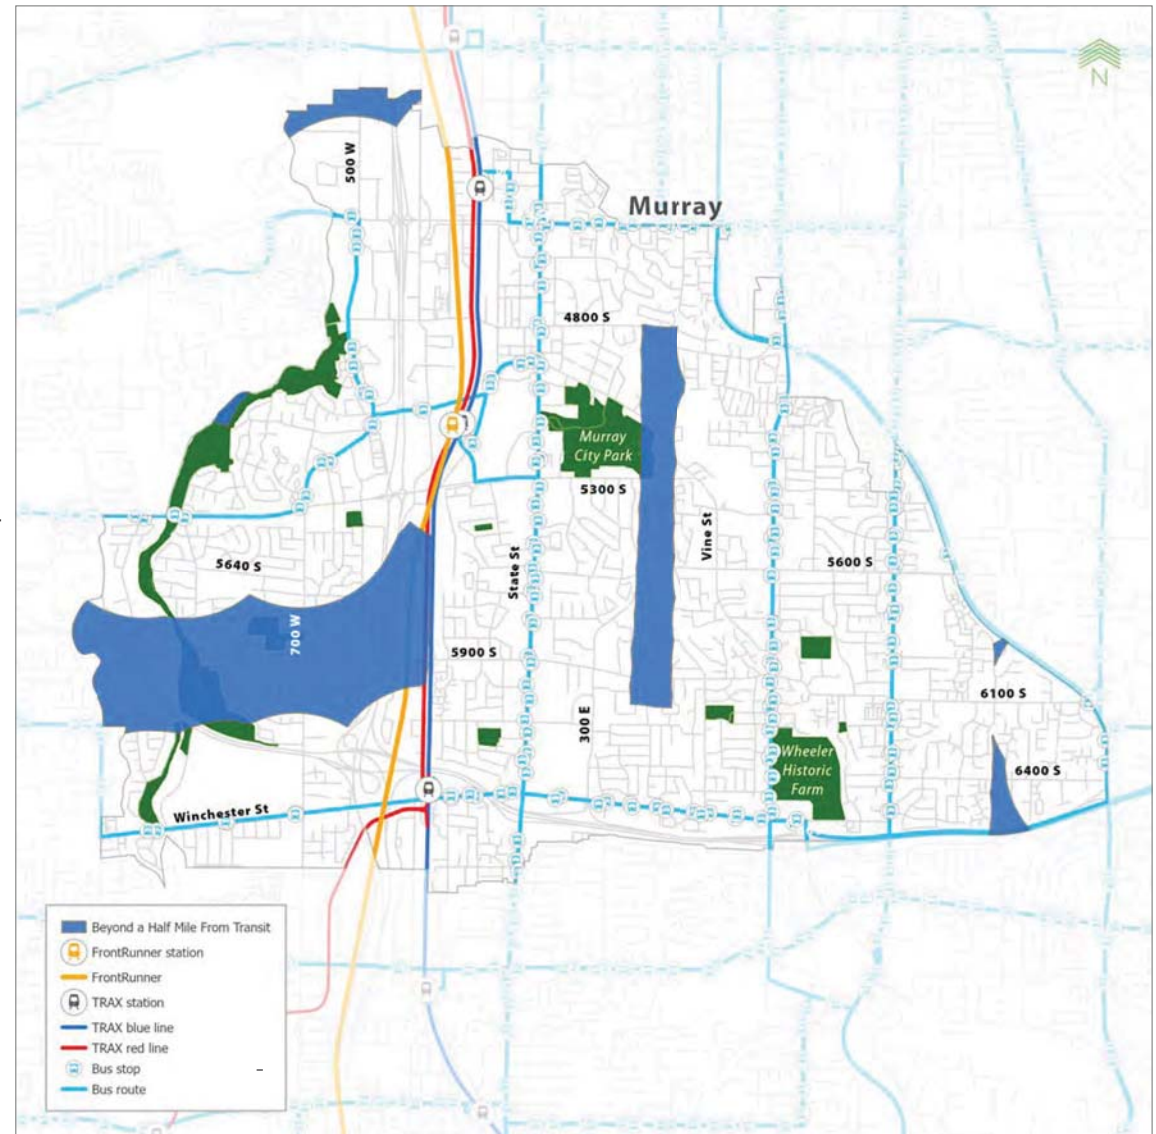 N
500 W
Murray
4800 S
Murray
City Park
5300 S
5640 S
State St
Vine St
5600 S
700 W
5900 S
300 E
6100 S
Wheeler
Historic
Farm
6400 S
Winchester St
Beyond a Half Mile From Transit
FrontRunner station
FrontRunner
TRAX station
TRAX blue line
TRAX red line
Bus stop
Bus route